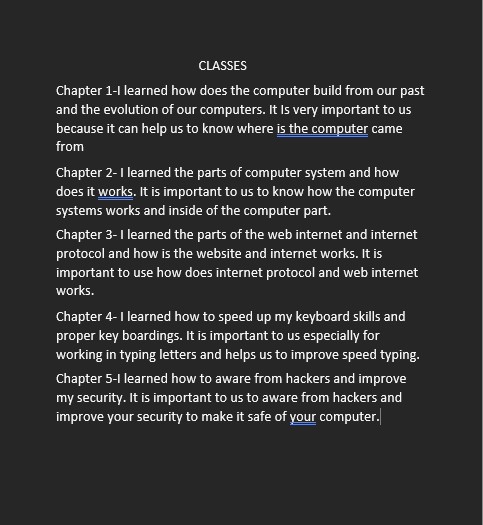 CLASSES
Chapter 1-I learned how does the computer build from our past
and the evolution of our computers. It Is very important to us
because it can help us to know where is the computer came
from
Chapter 2- I learned the parts of computer system and how
does it works. It is important to us to know how the computer
systems works and inside of the computer part.
Chapter 3- I learned the parts of the web internet and internet
protocol and how is the website and internet works. It is
important to use how does internet protocol and web internet
works.
Chapter 4- I learned how to speed up my keyboard skills and
proper key boardings. It is important to us especially for
working in typing letters and helps us to improve speed typing.
Chapter 5-I learned how to aware from hackers and improve
my security. It is important to us to aware from hackers and
improve your security to make it safe of your computer.